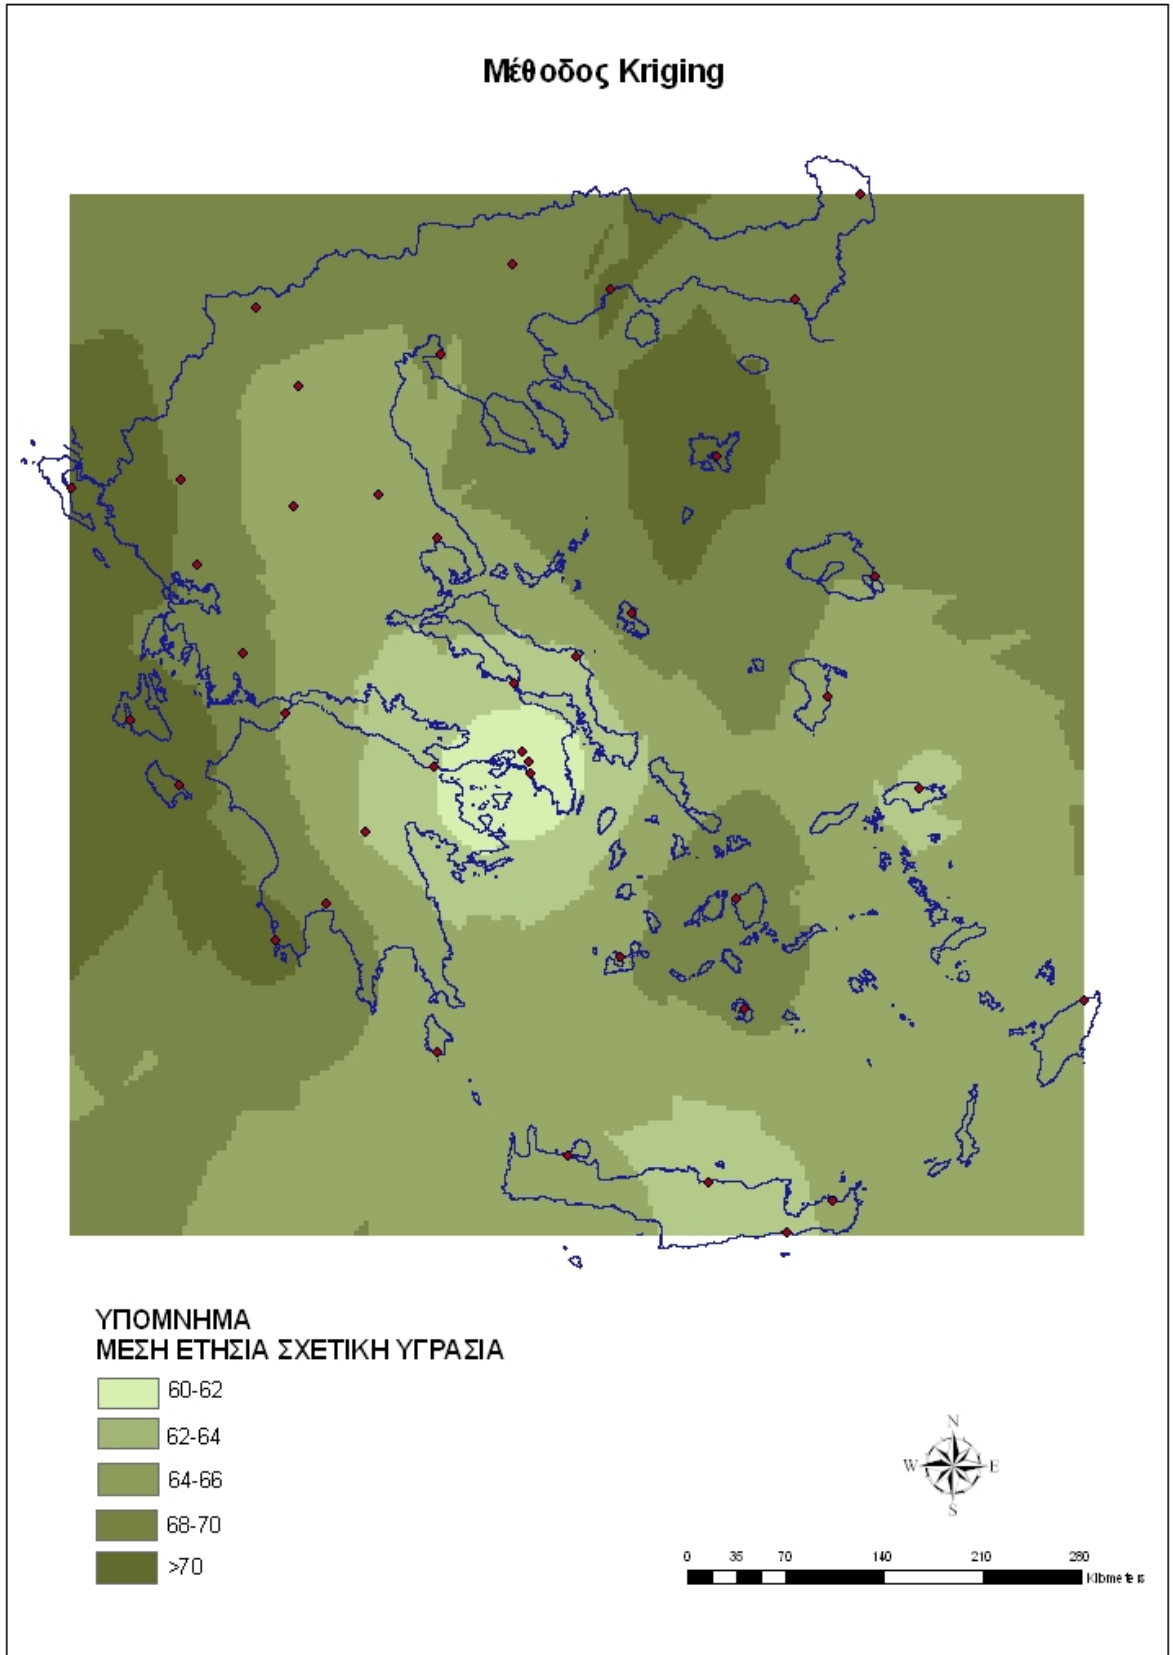 Μέθοδος Kriging
ΥΠΟΜΝΗΜΑ
ΜΕΣΗ ΕΤΗΣΙΑ ΣΧΕΤΙΚΗ ΥΓΡΑΣΙΑ
60-62
62-64
64-66
68-70
>70
N
W E
S
0 35 70 140 210 280
Kilometers